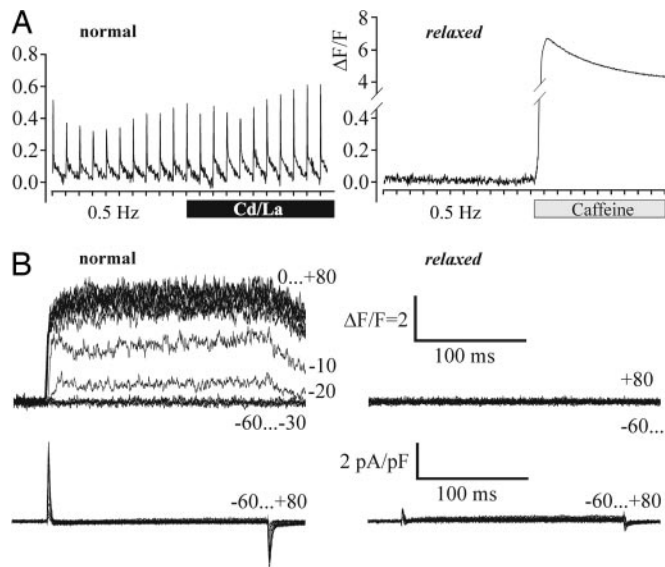 A
normal
0.6
0.4
0.2
0.0
0.5 Hz
Cd/La
relaxed
ΔF/F
8
6
4
0.4
0.2
0.0
0.5 Hz
Caffeine
B
normal
0...+80
-10
-20
-60...-30
-60...+80
relaxed
ΔF/F=2
100 ms
+80
-60...
2 pA/pF
100 ms
-60...+80